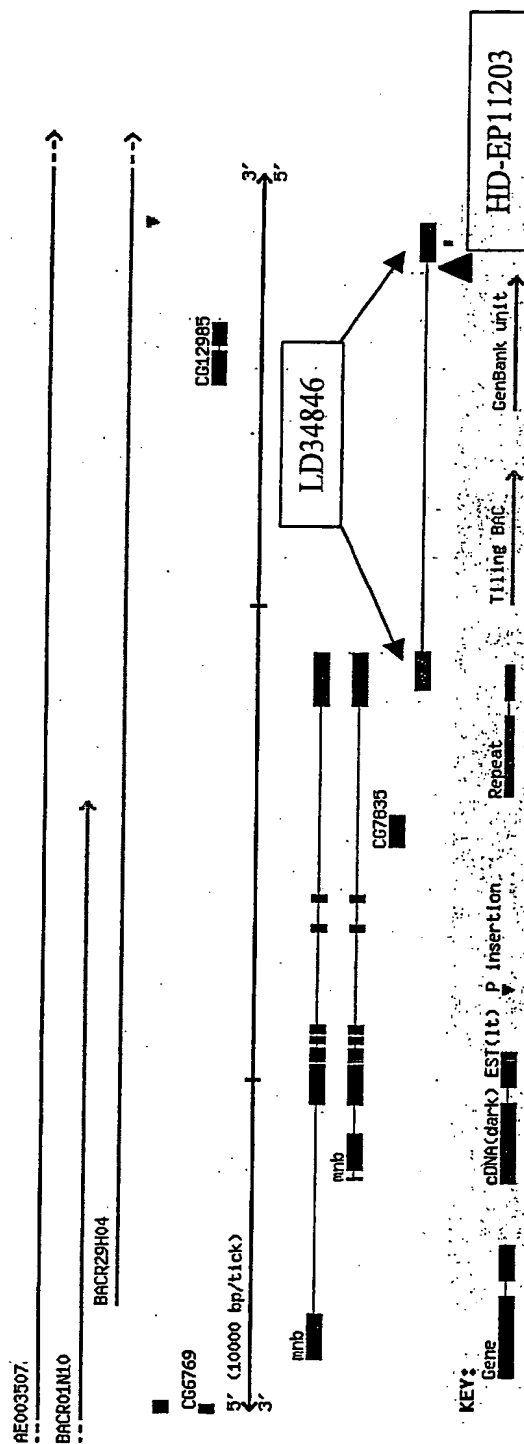 AE003507
BACR01N10
BACR29H04
CG6769
CG12985
5' (10000 bp/tick) 3'
3' 5'
mnb
mnb
CG7835
LD34846
HD-EP11203
KEY:
Gene cDNA(dark) EST(lt) P insertion Repeat Tiling BAC GenBank unit